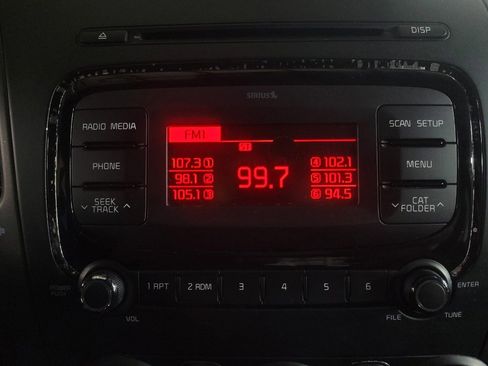 DISP
SIRIUS
RADIO MEDIA
SCAN SETUP
FM1
PHONE
MENU
107.3 1
98.1 2
105.1 3
99.7
4 102.1
5 101.3
6 94.5
SEEK
TRACK
CAT
FOLDER
POWER
PUSH
VOL
1 RPT
2 RDM
3
4
5
6
ENTER
FILE
TUNE